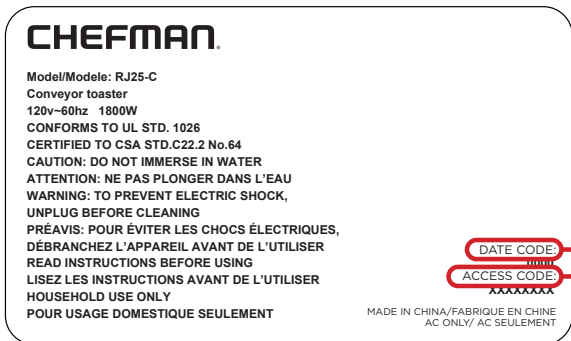 CHEFMAN.
Model/Modele: RJ25-C
Conveyor toaster
120v~60hz 1800W
CONFORMS TO UL STD. 1026
CERTIFIED TO CSA STD.C22.2 No.64
CAUTION: DO NOT IMMERSE IN WATER
ATTENTION: NE PAS PLONGER DANS L'EAU
WARNING: TO PREVENT ELECTRIC SHOCK,
UNPLUG BEFORE CLEANING
PRÉAVIS: POUR ÉVITER LES CHOCS ÉLECTRIQUES,
DÉBRANCHEZ L'APPAREIL AVANT DE L'UTILISER
READ INSTRUCTIONS BEFORE USING
LISEZ LES INSTRUCTIONS AVANT DE L'UTILISER
HOUSEHOLD USE ONLY
POUR USAGE DOMESTIQUE SEULEMENT
DATE CODE:
ACCESS CODE:
XXXXXXXX
MADE IN CHINA/FABRIQUE EN CHINE
AC ONLY/ AC SEULEMENT